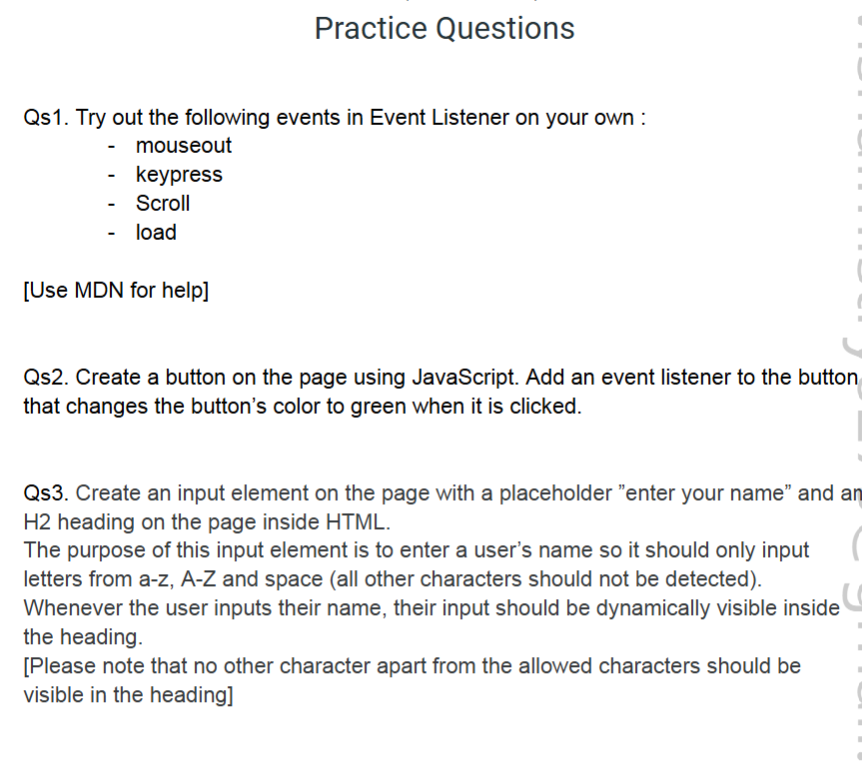 Practice Questions
Qs1. Try out the following events in Event Listener on your own :
- mouseout
- keypress
- Scroll
- load
[Use MDN for help]
Qs2. Create a button on the page using JavaScript. Add an event listener to the button
that changes the button’s color to green when it is clicked.
Qs3. Create an input element on the page with a placeholder ”enter your name” and an
H2 heading on the page inside HTML.
The purpose of this input element is to enter a user’s name so it should only input
letters from a-z, A-Z and space (all other characters should not be detected).
Whenever the user inputs their name, their input should be dynamically visible inside
the heading.
[Please note that no other character apart from the allowed characters should be
visible in the heading]